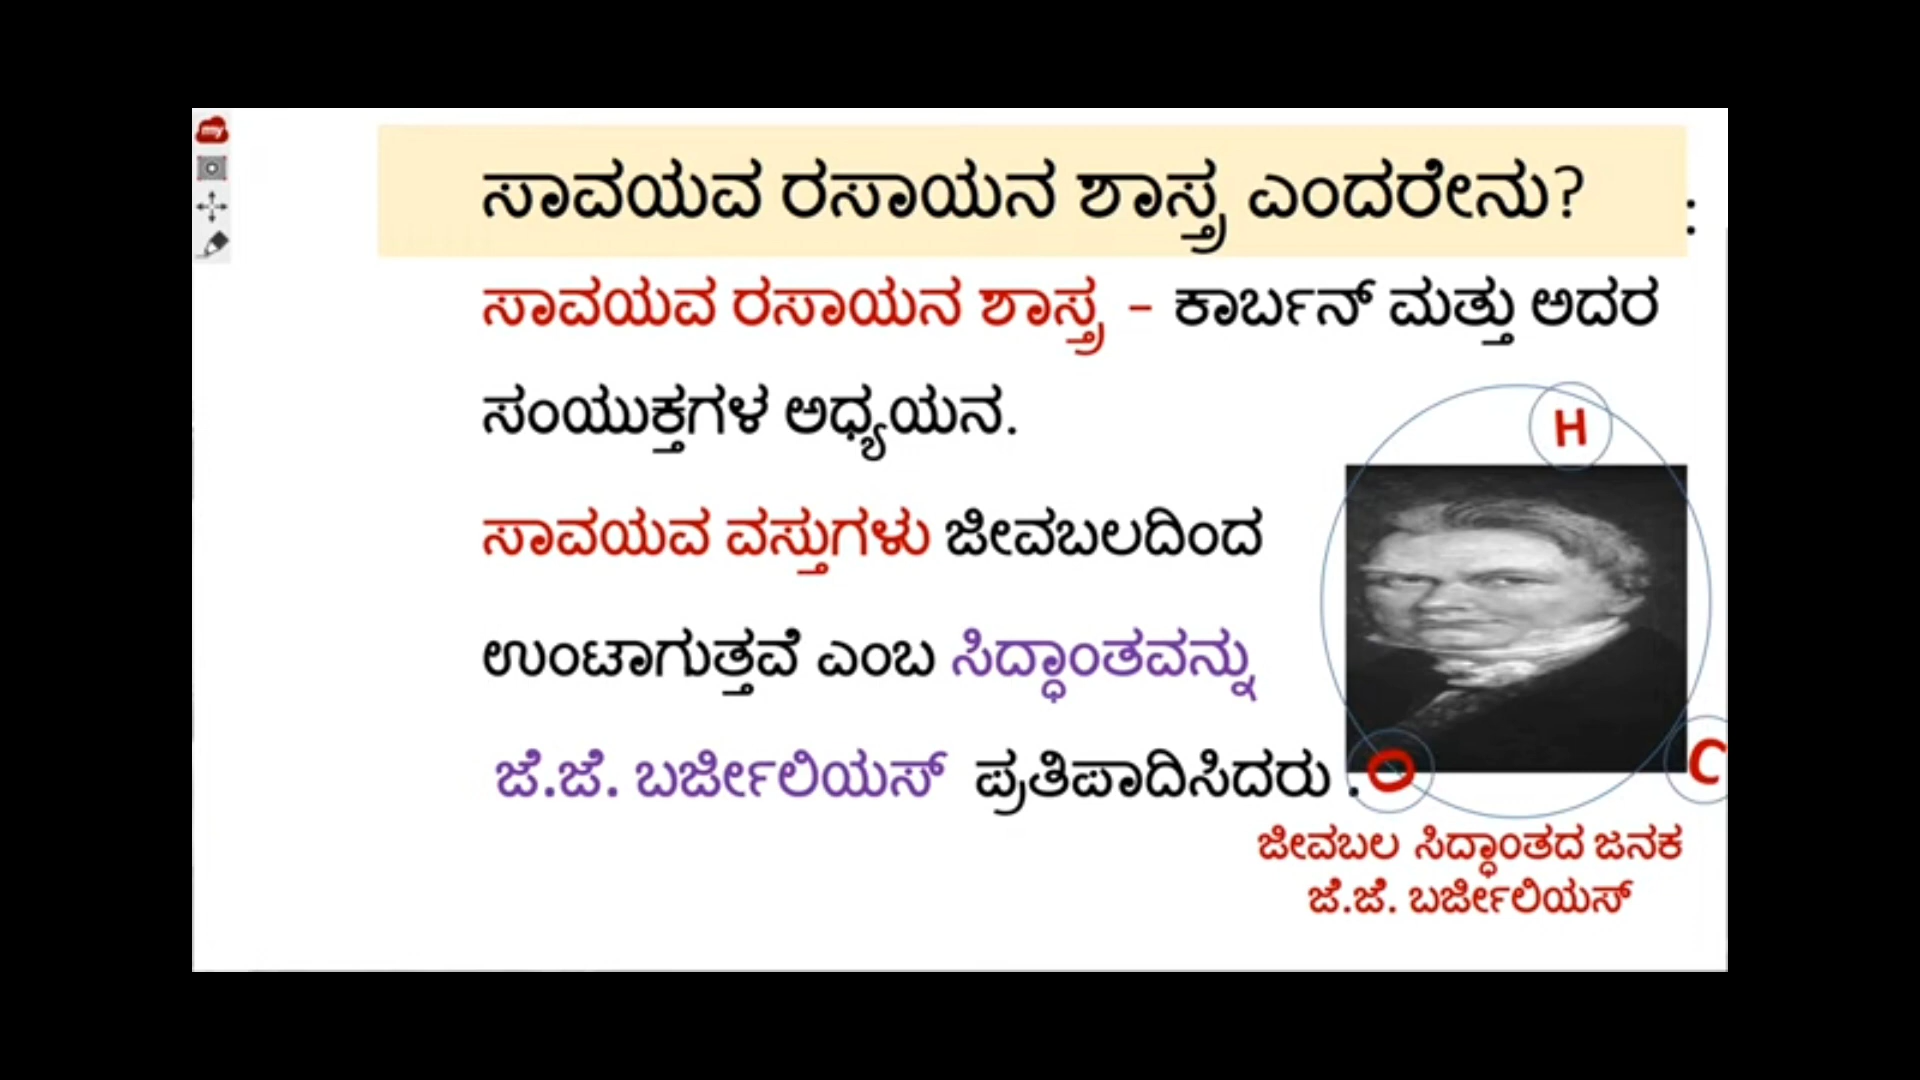 my
ಸಾವಯವ ರಸಾಯನ ಶಾಸ್ತ್ರ ಎಂದರೇನು? :
ಸಾವಯವ ರಸಾಯನ ಶಾಸ್ತ್ರ - ಕಾರ್ಬನ್ ಮತ್ತು ಅದರ
ಸಂಯುಕ್ತಗಳ ಅಧ್ಯಯನ.
H
ಸಾವಯವ ವಸ್ತುಗಳು ಜೀವಬಲದಿಂದ
ಉಂಟಾಗುತ್ತವೆ ಎಂಬ ಸಿದ್ಧಾಂತವನ್ನು
ಜೆ.ಜೆ. ಬರ್ಜೀಲಿಯಸ್ ಪ್ರತಿಪಾದಿಸಿದರು .
O
C
ಜೀವಬಲ ಸಿದ್ಧಾಂತದ ಜನಕ
ಜೆ.ಜೆ. ಬರ್ಜೀಲಿಯಸ್